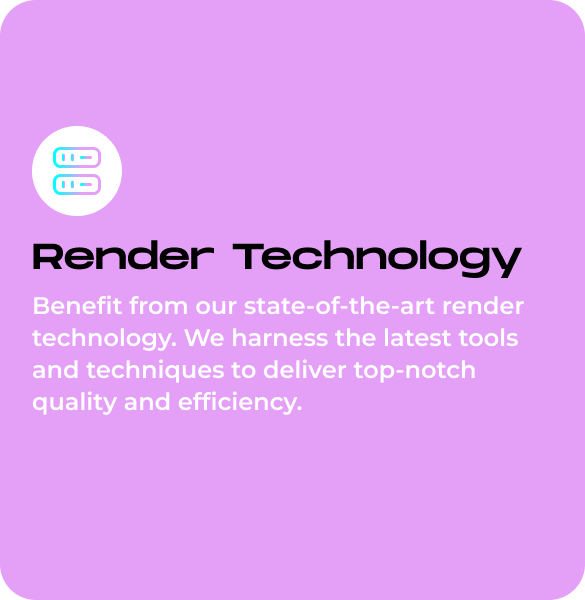 Render Technology
Benefit from our state-of-the-art render
technology. We harness the latest tools
and techniques to deliver top-notch
quality and efficiency.